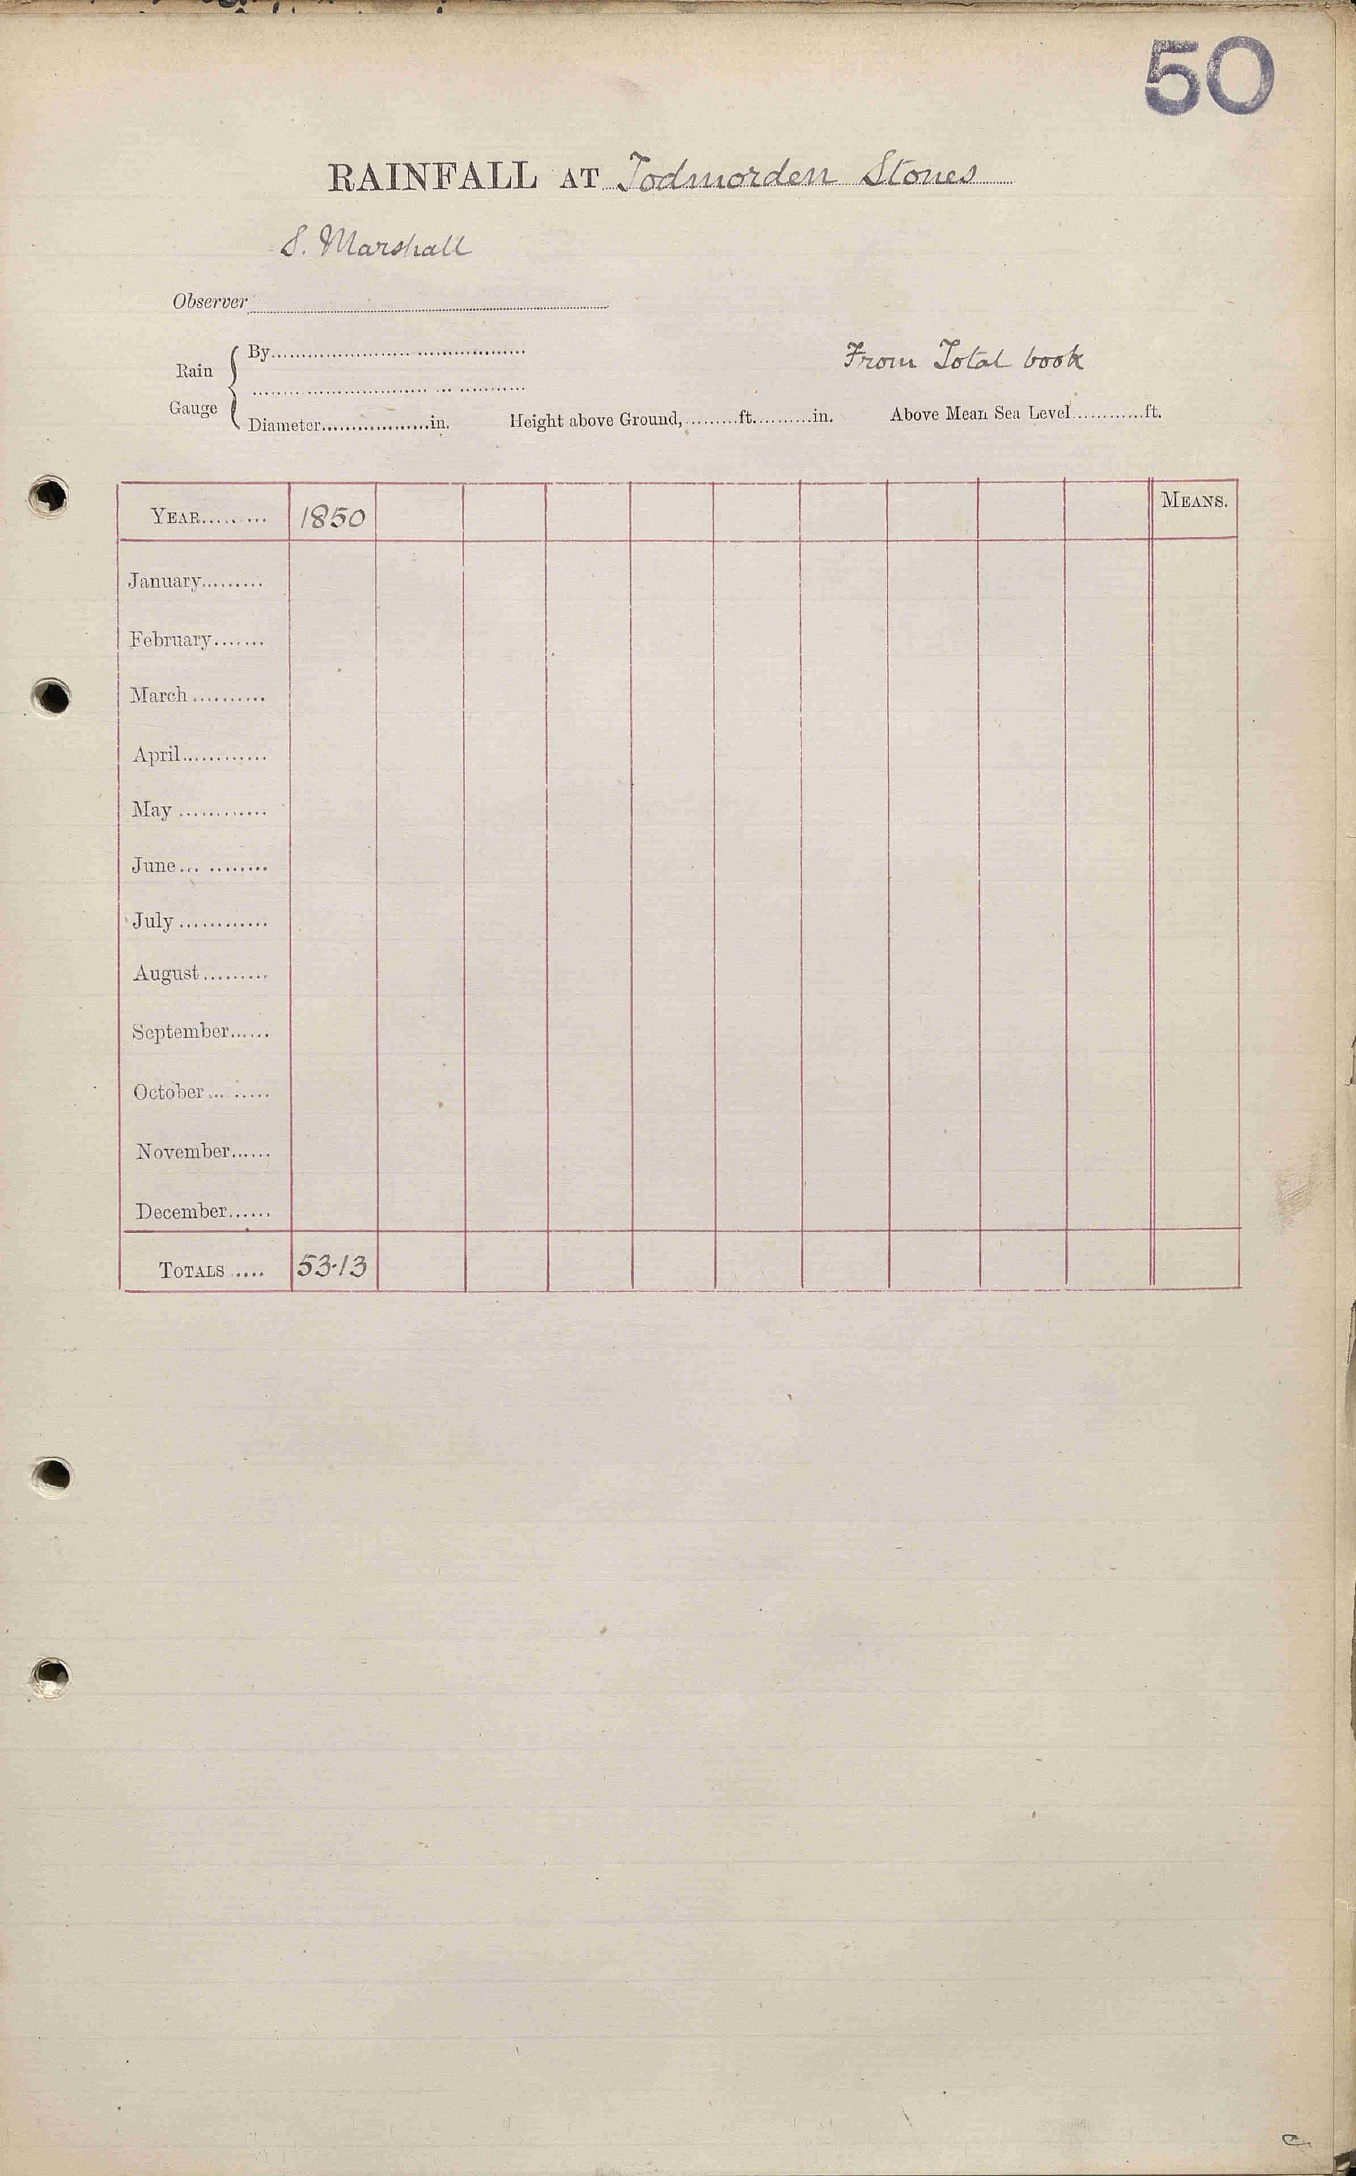 50
RAINFALL AT Todmorden Stones
S. Marshall
Observer
Rain Gauge
By
From Total book
Diameter in. Height above Ground, ft. in. Above Mean Sea Level ft.
YEAR 1850 MEANS.
January
February
March
April
May
June
July
August
September
October
November
December
TOTALS 53·13